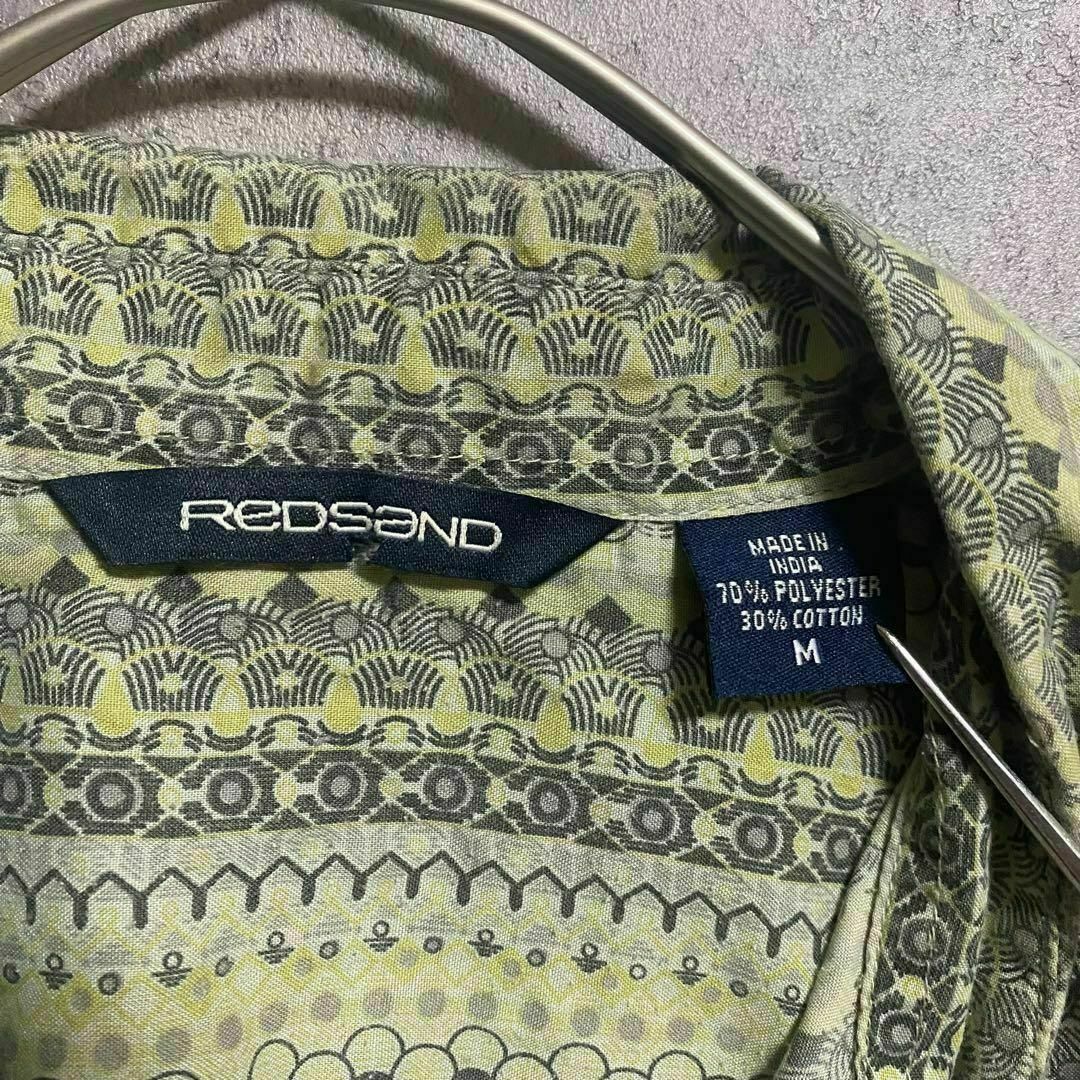 REDSAND
MADE IN
INDIA
70% POLYESTER
30% COTTON
M